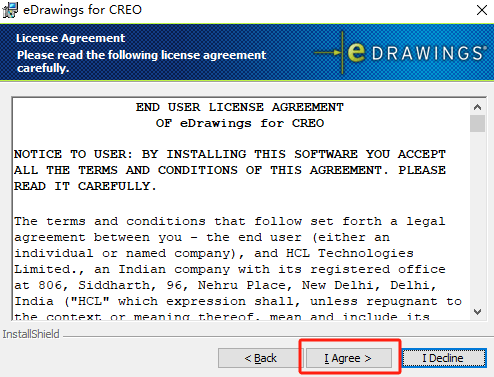 eDrawings for CREO
License Agreement
Please read the following license agreement
carefully.
eDRAWINGS®
END USER LICENSE AGREEMENT
OF eDrawings for CREO
NOTICE TO USER: BY INSTALLING THIS SOFTWARE YOU ACCEPT
ALL THE TERMS AND CONDITIONS OF THIS AGREEMENT. PLEASE
READ IT CAREFULLY.
The terms and conditions that follow set forth a legal
agreement between you - the end user (either an
individual or named company), and HCL Technologies
Limited., an Indian company with its registered office
at 806, Siddharth, 96, Nehru Place, New Delhi, Delhi,
India ("HCL" which expression shall, unless repugnant to
the context or meaning thereof, mean and include its
InstallShield
< Back
I Agree >
I Decline